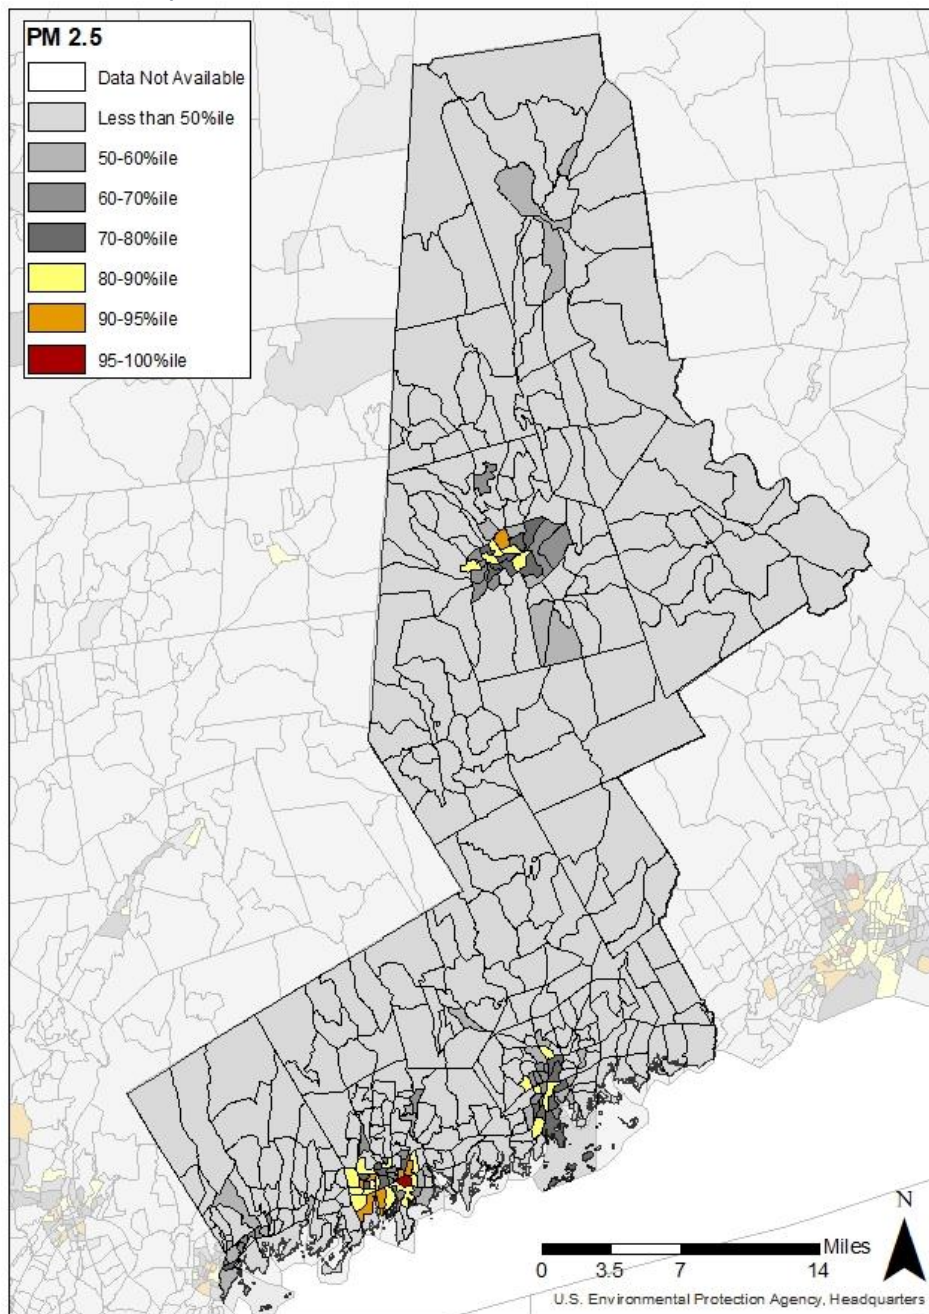 PM 2.5
Data Not Available
Less than 50%ile
50-60%ile
60-70%ile
70-80%ile
80-90%ile
90-95%ile
95-100%ile
N
Miles
0 3.5 7 14
U.S. Environmental Protection Agency, Headquarters